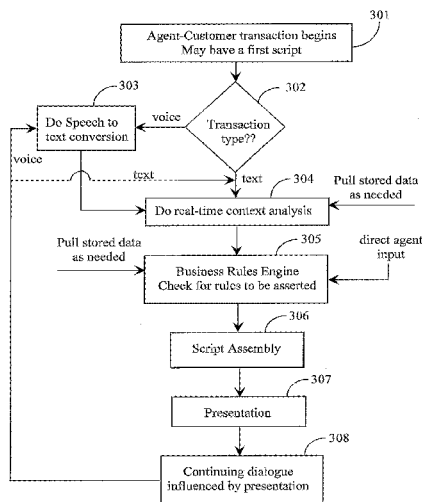 301
Agent-Customer transaction begins
May have a first script
302
303
Do Speech to
text conversion
voice
Transaction
type??
voice
text
text
304
Pull stored data
as needed
Do real-time context analysis
305
Pull stored data
as needed
direct agent
input
Business Rules Engine
Check for rules to be asserted
306
Script Assembly
307
Presentation
308
Continuing dialogue
influenced by presentation